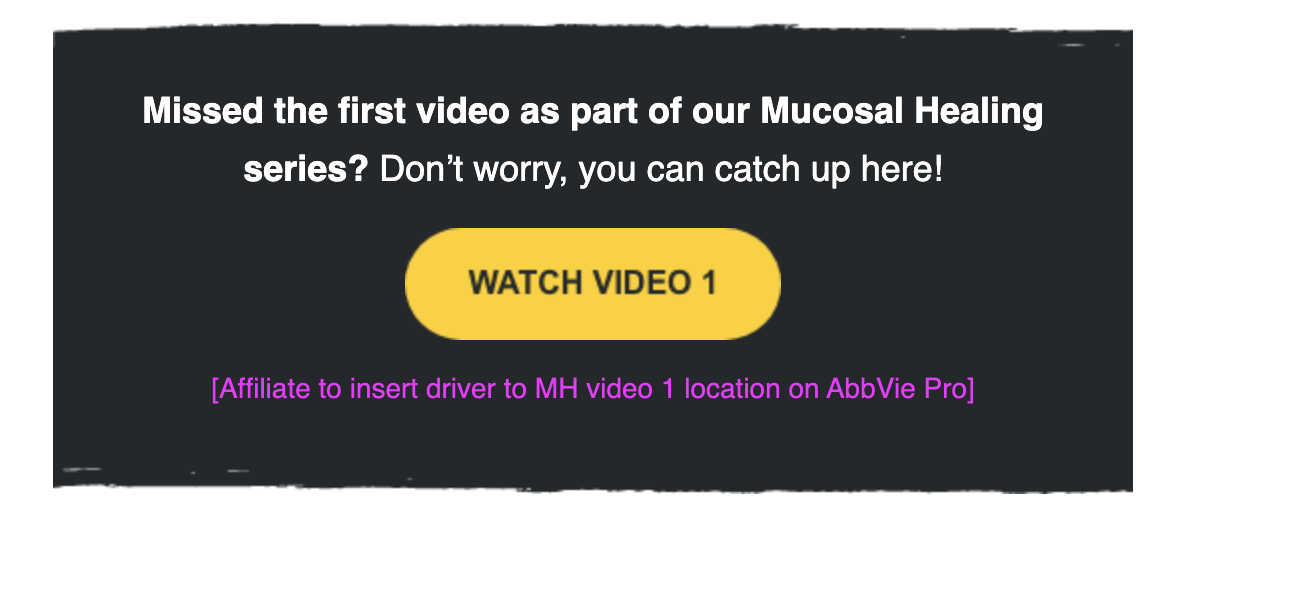 Missed the first video as part of our Mucosal Healing
series? Don’t worry, you can catch up here!
WATCH VIDEO 1
[Affiliate to insert driver to MH video 1 location on AbbVie Pro]